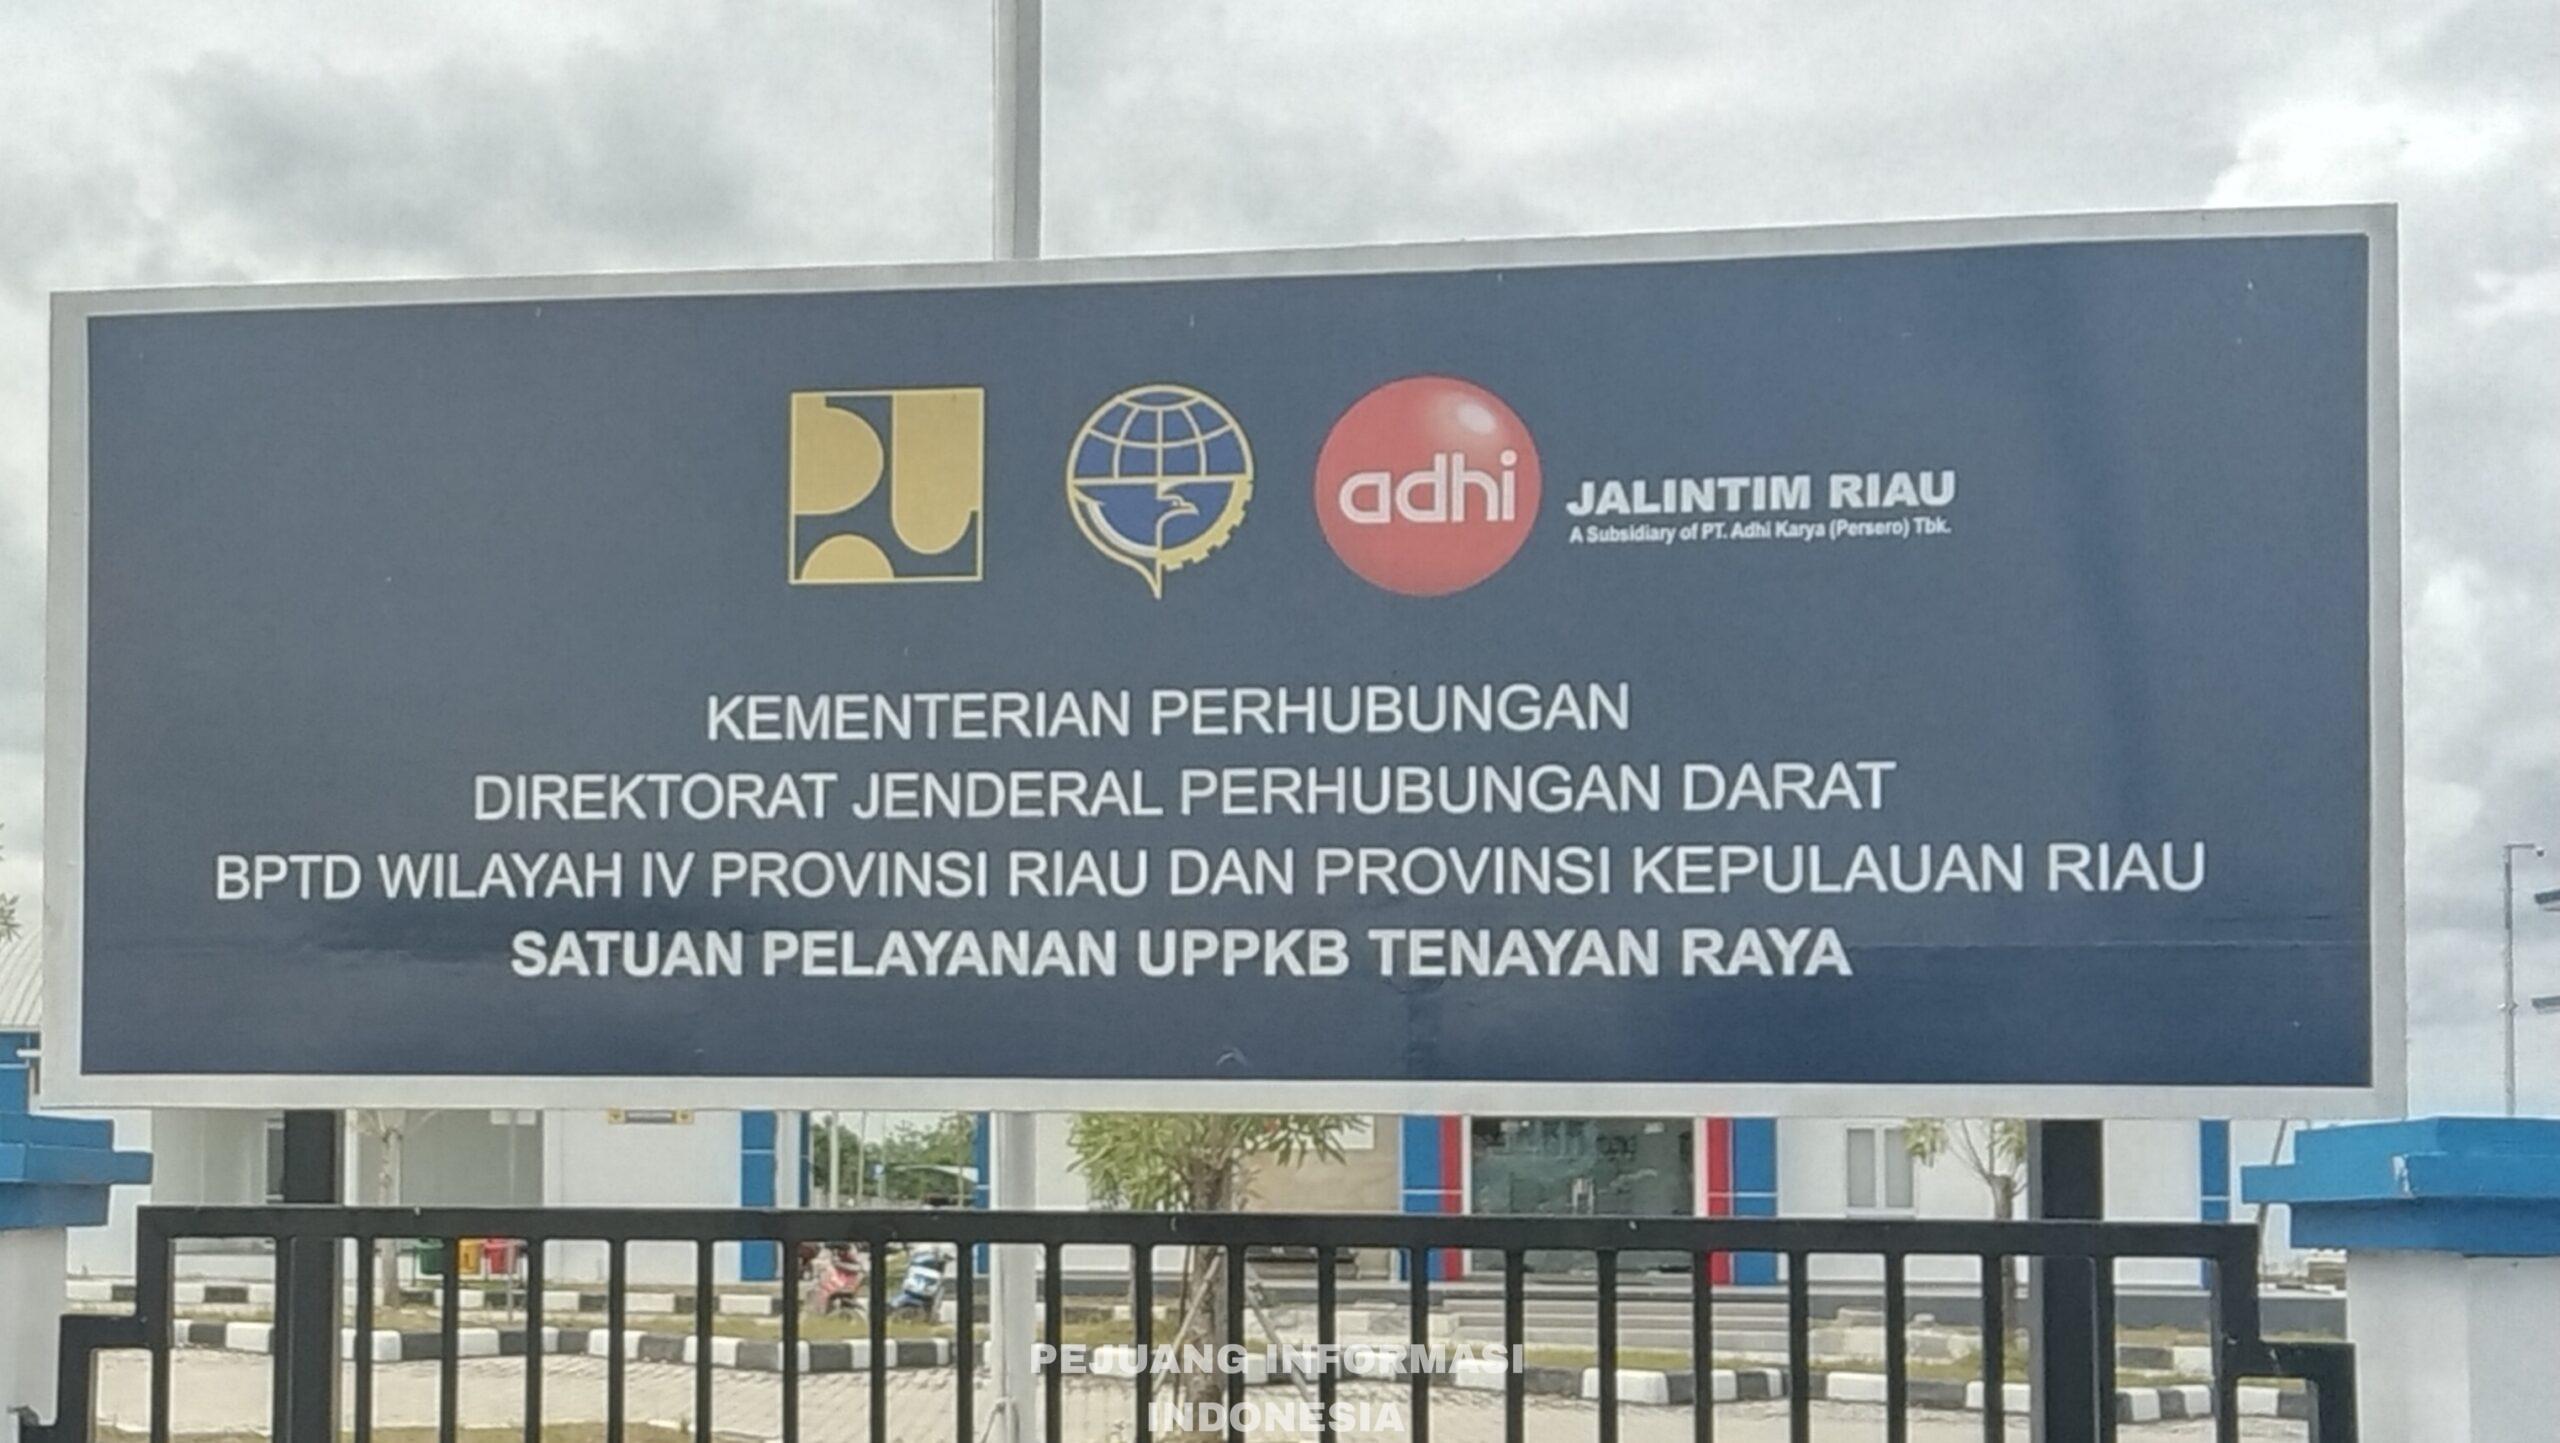 PU
adhi
JALINTIM RIAU
A Subsidiary of PT. Adhi Karya (Persero) Tbk.
KEMENTERIAN PERHUBUNGAN
DIREKTORAT JENDERAL PERHUBUNGAN DARAT
BPTD WILAYAH IV PROVINSI RIAU DAN PROVINSI KEPULAUAN RIAU
SATUAN PELAYANAN UPPKB TENAYAN RAYA
PEJUANG INFORMASI
INDONESIA